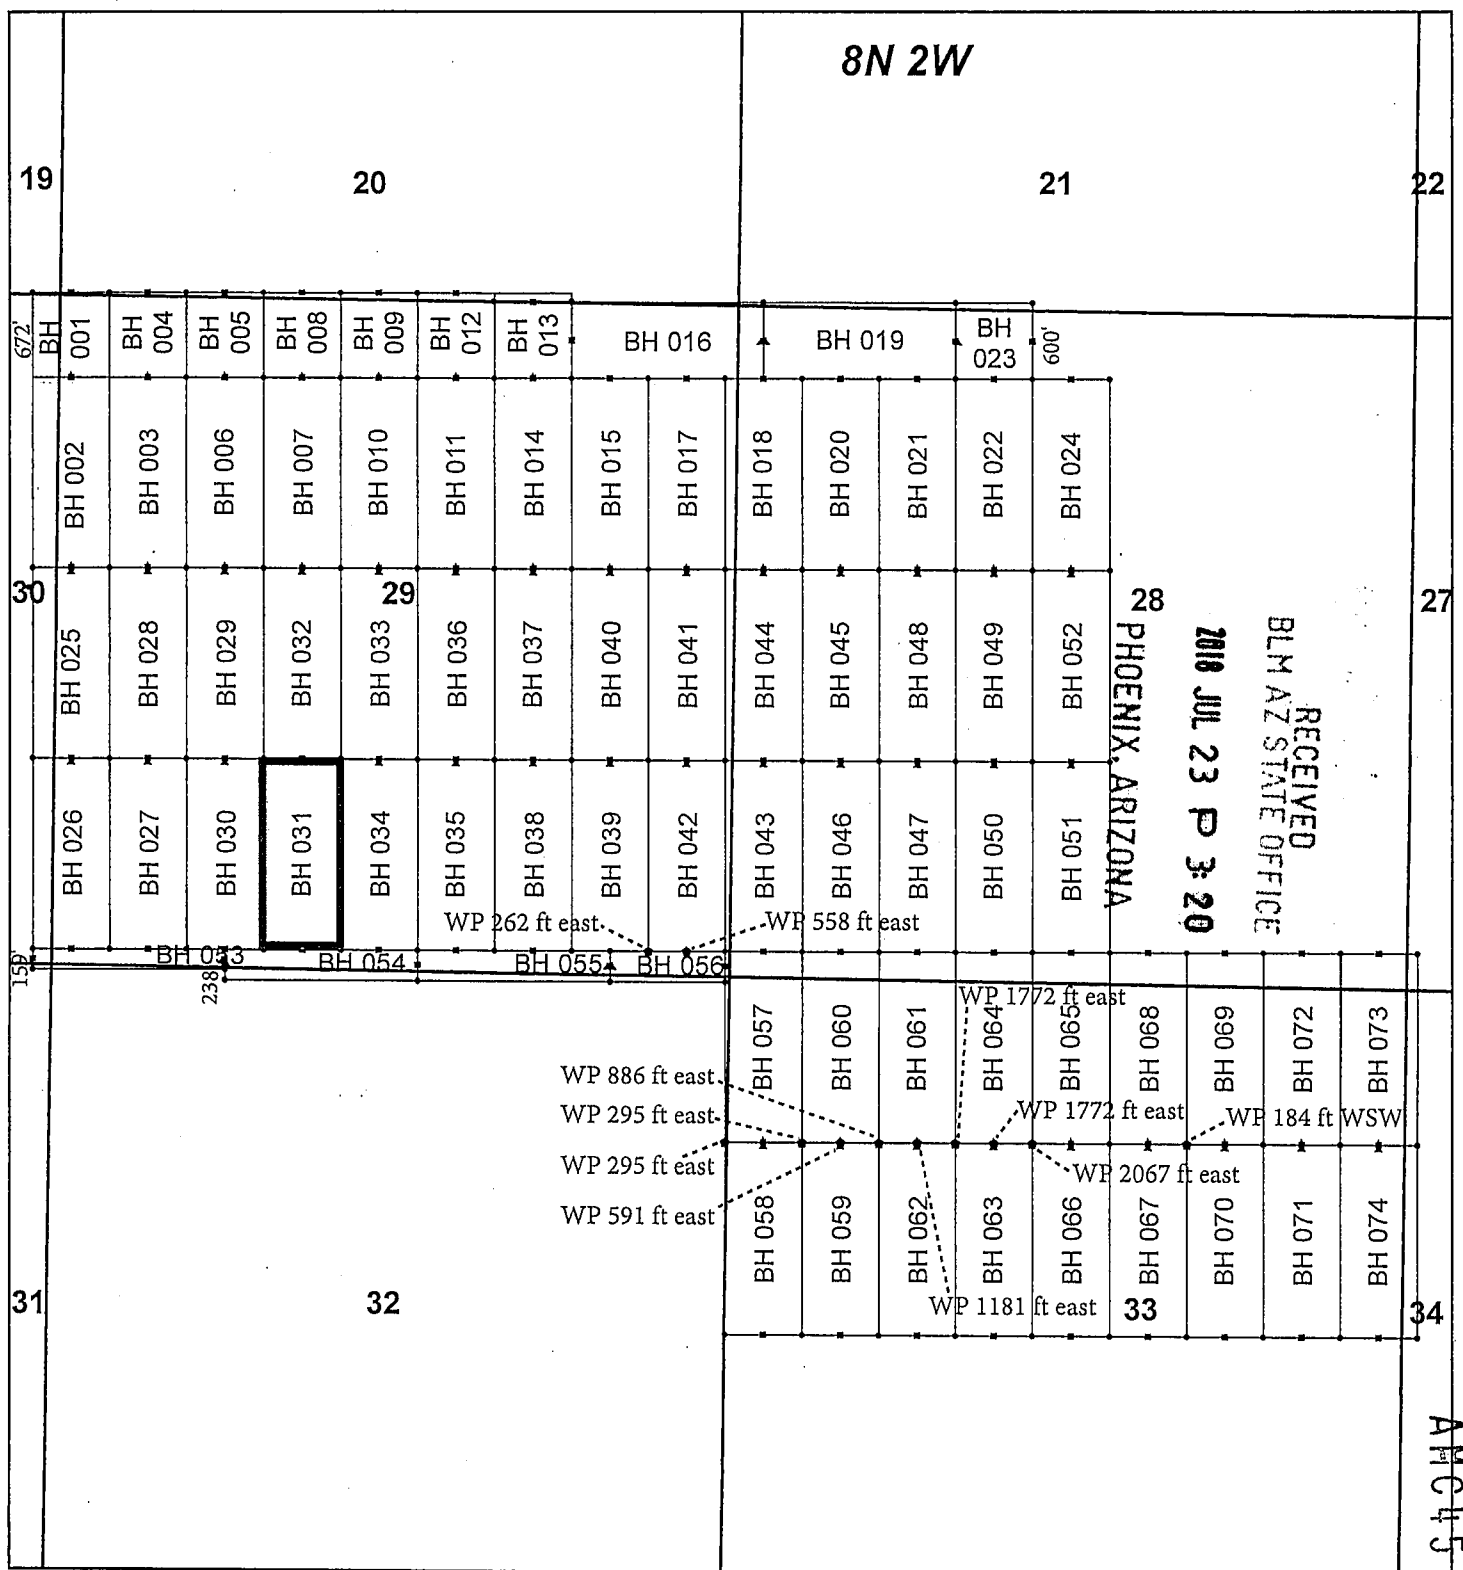 8N 2W
19
20
21
22
672'
BH 001
BH 004
BH 005
BH 008
BH 009
BH 012
BH 013
BH 016
BH 019
BH 023
600'
BH 002
BH 003
BH 006
BH 007
BH 010
BH 011
BH 014
BH 015
BH 017
BH 018
BH 020
BH 021
BH 022
BH 024
30
29
28
27
BH 025
BH 028
BH 029
BH 032
BH 033
BH 036
BH 037
BH 040
BH 041
BH 044
BH 045
BH 048
BH 049
BH 052
RECEIVED
BLM AZ STATE OFFICE
2018 JUL 23 P 3:20
PHOENIX, ARIZONA
BH 026
BH 027
BH 030
BH 031
BH 034
BH 035
BH 038
BH 039
BH 042
BH 043
BH 046
BH 047
BH 050
BH 051
WP 262 ft east
WP 558 ft east
159'
BH 053
238'
BH 054
BH 055
BH 056
WP 1772 ft east
BH 057
BH 060
BH 061
BH 064
BH 065
BH 068
BH 069
BH 072
BH 073
WP 886 ft east
WP 295 ft east
WP 1772 ft east
WP 184 ft WSW
WP 295 ft east
WP 2067 ft east
WP 591 ft east
BH 058
BH 059
BH 062
BH 063
BH 066
BH 067
BH 070
BH 071
BH 074
WP 1181 ft east
31
32
33
34
AMC45